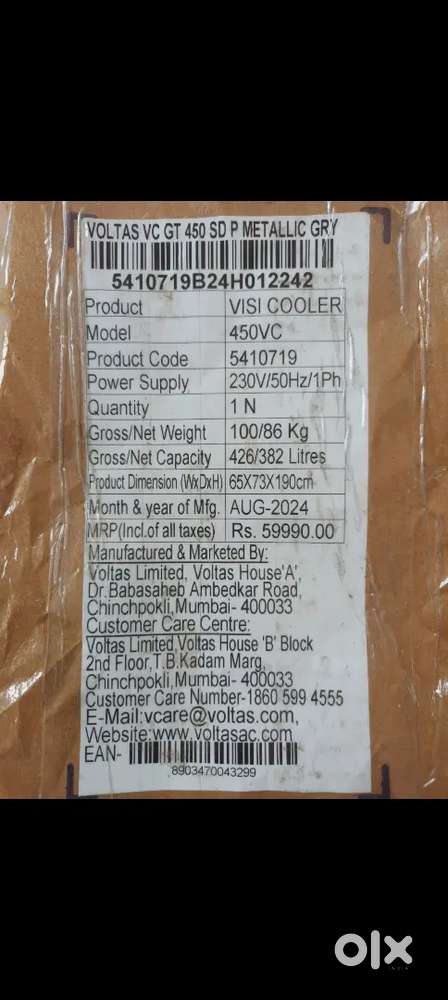 VOLTAS VC GT 450 SD P METALLIC GRY
5410719B24H012242
Product VISI COOLER
Model 450VC
Product Code 5410719
Power Supply 230V/50Hz/1Ph
Quantity 1 N
Gross/Net Weight 100/86 Kg
Gross/Net Capacity 426/382 Litres
Product Dimension (WxDxH) 65X73X190cm
Month & year of Mfg. AUG-2024
MRP(Incl.of all taxes) Rs. 59990.00
Manufactured & Marketed By:
Voltas Limited, Voltas House'A',
Dr.Babasaheb Ambedkar Road,
Chinchpokli,Mumbai- 400033
Customer Care Centre:
Voltas Limited,Voltas House 'B' Block
2nd Floor,T.B.Kadam Marg,
Chinchpokli,Mumbai- 400033
Customer Care Number-1860 599 4555
E-Mail:vcare@voltas.com,
Website:www.voltasac.com
EAN-
8903470043299
olx
INDIA